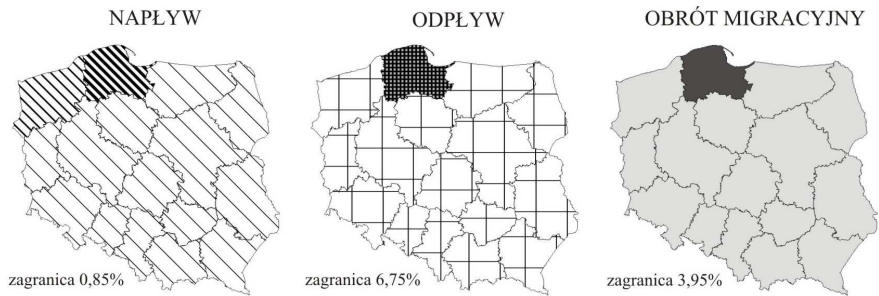 NAPŁYW
ODPŁYW
OBRÓT MIGRACYJNY
zagranica 0,85%
zagranica 6,75%
zagranica 3,95%